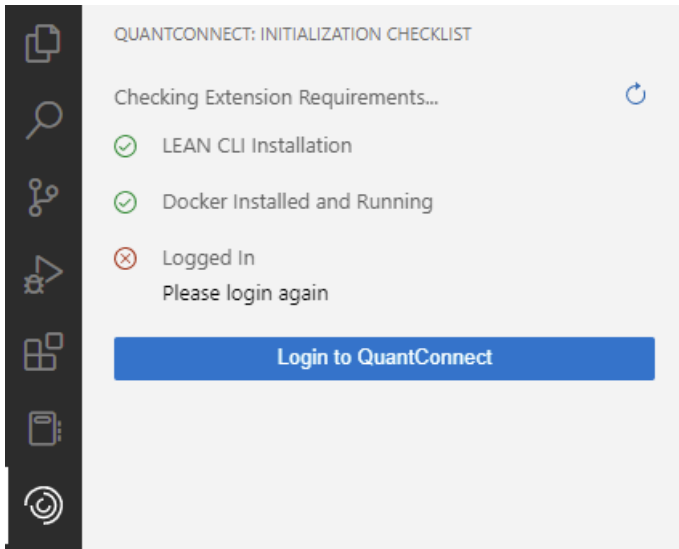 QUANTCONNECT: INITIALIZATION CHECKLIST
Checking Extension Requirements...
LEAN CLI Installation
Docker Installed and Running
Logged In
Please login again
Login to QuantConnect